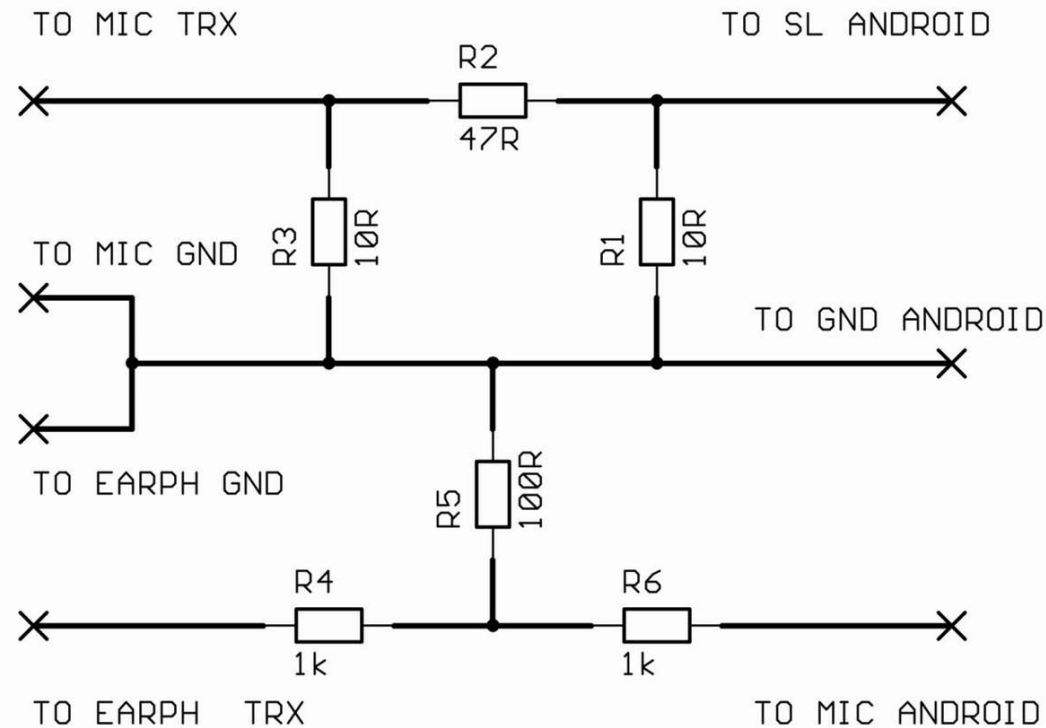 TO MIC TRX
TO SL ANDROID
R2
47R
R3
10R
R1
10R
TO MIC GND
TO GND ANDROID
TO EARPH GND
R5
100R
R4
1k
R6
1k
TO EARPH TRX
TO MIC ANDROID